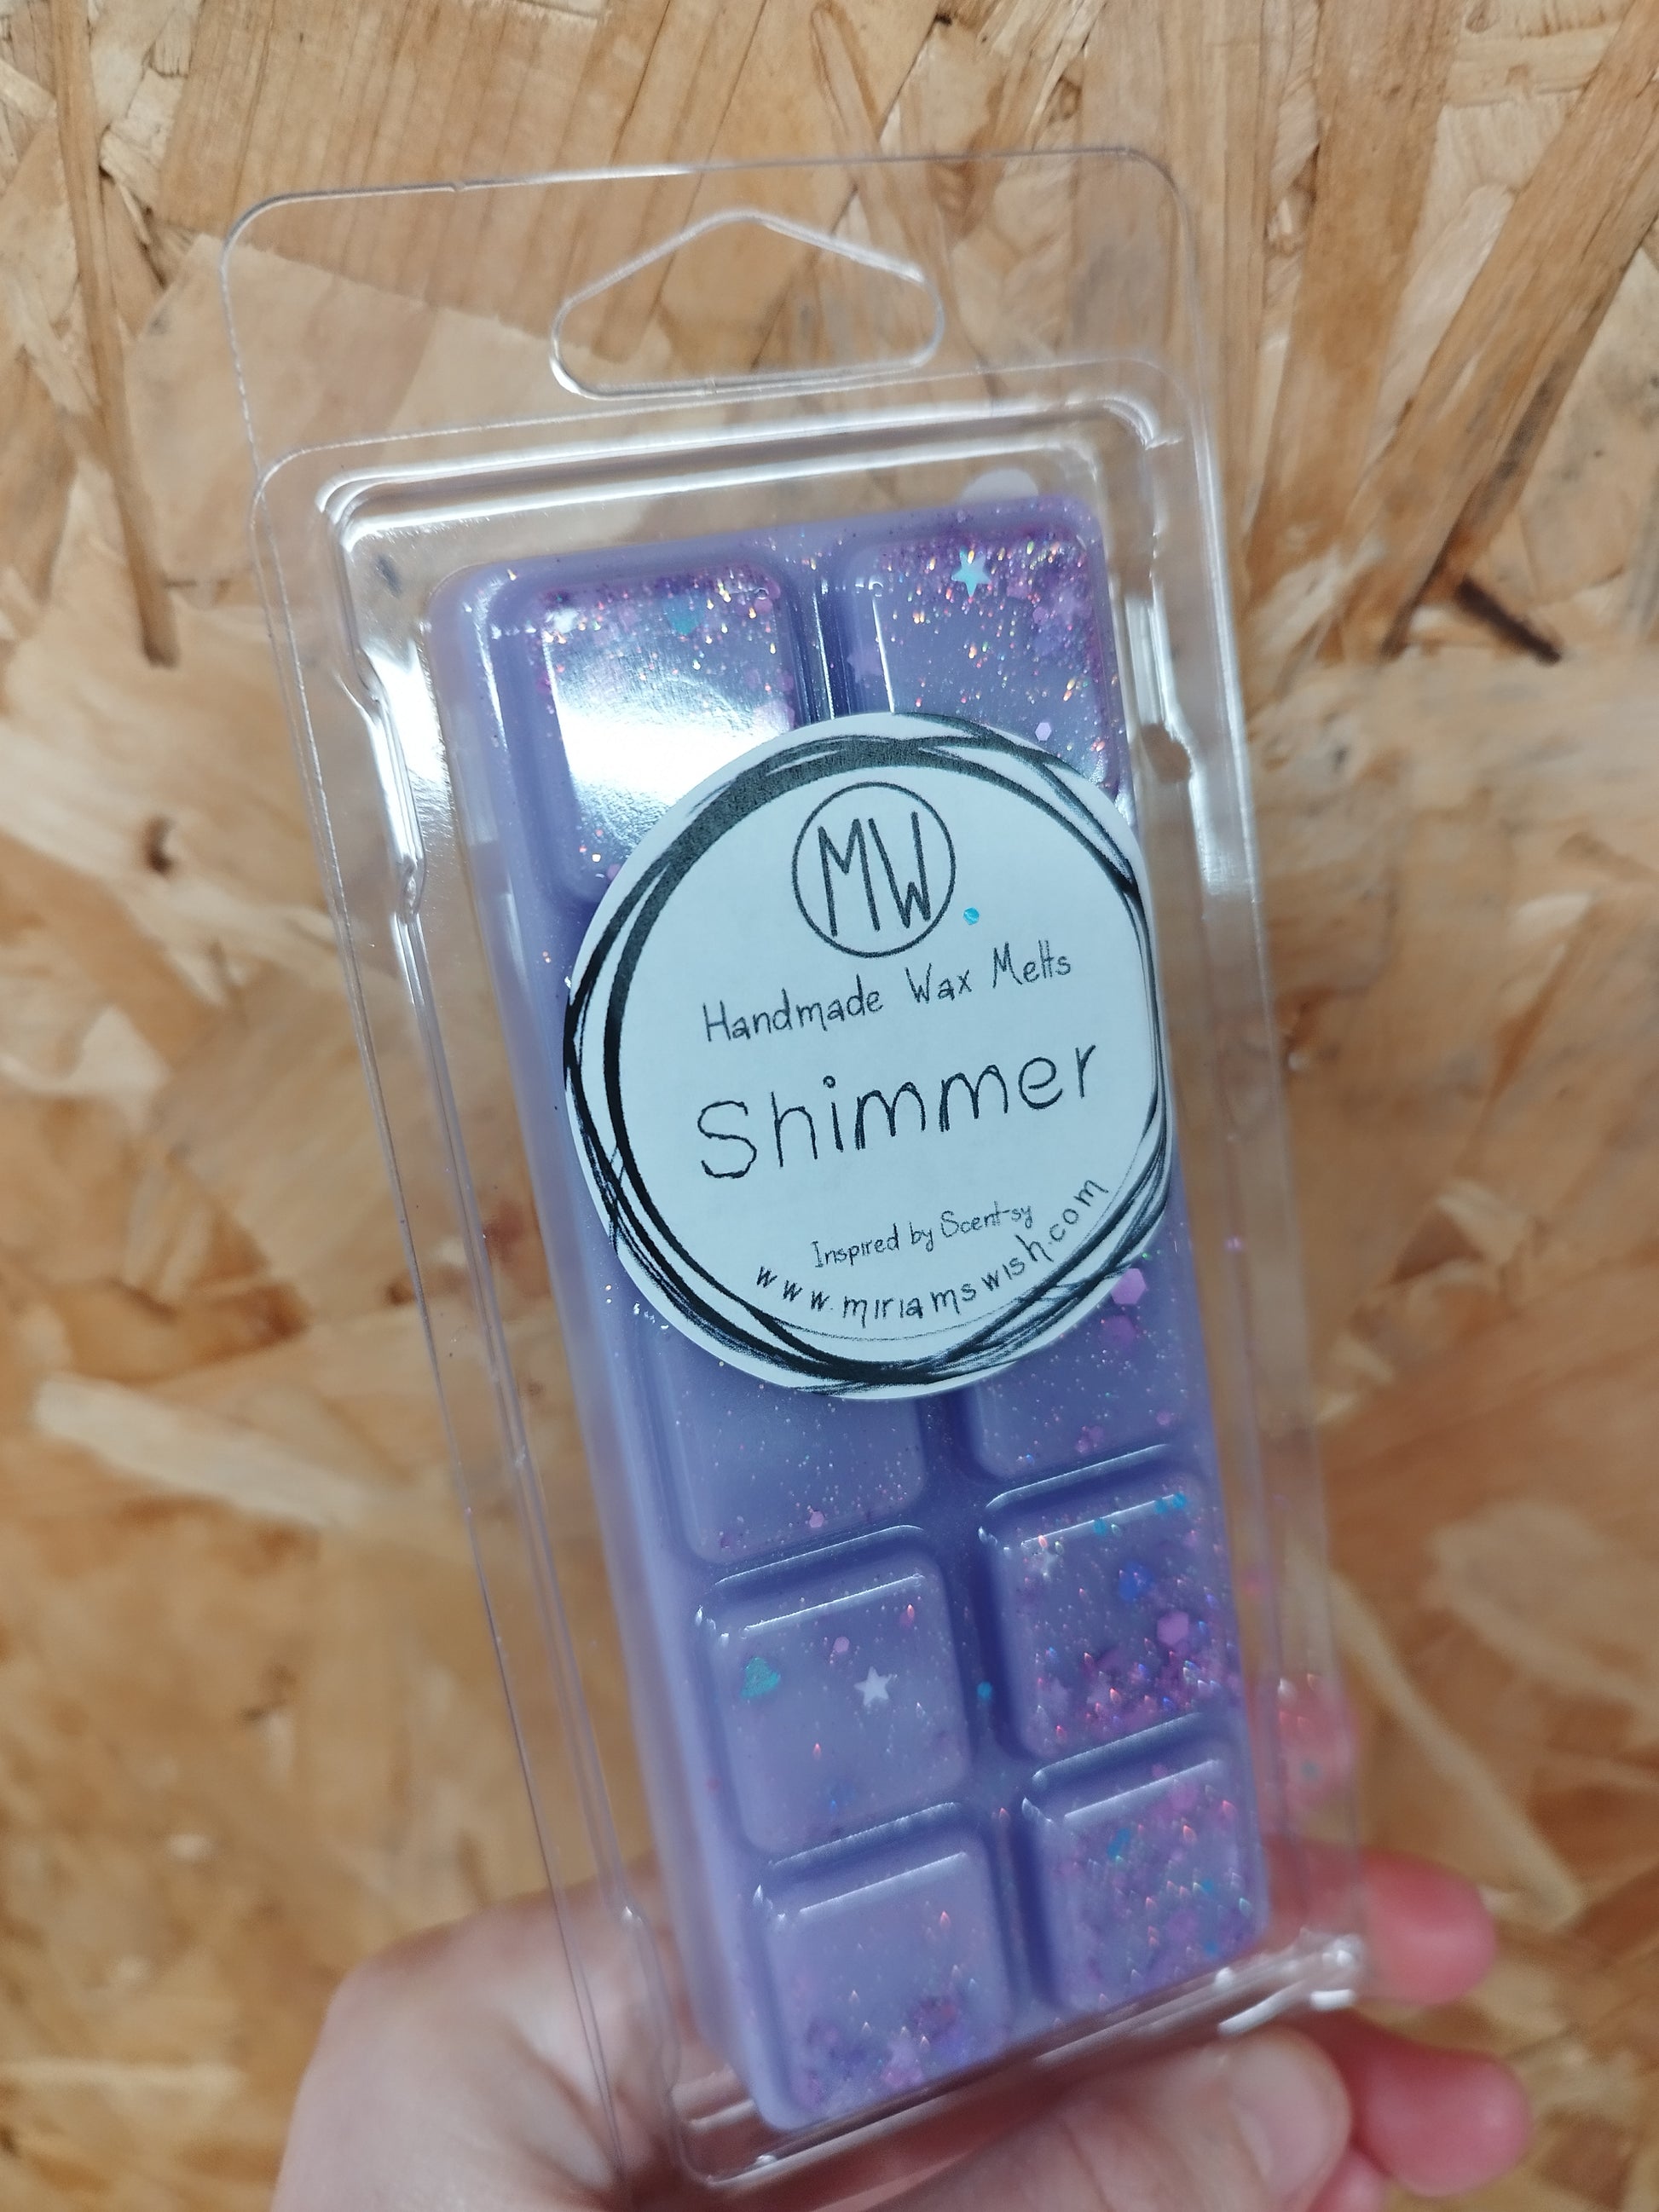 MW.
Handmade Wax Melts
Shimmer
Inspired by Scent-sy
www.miriamswish.com